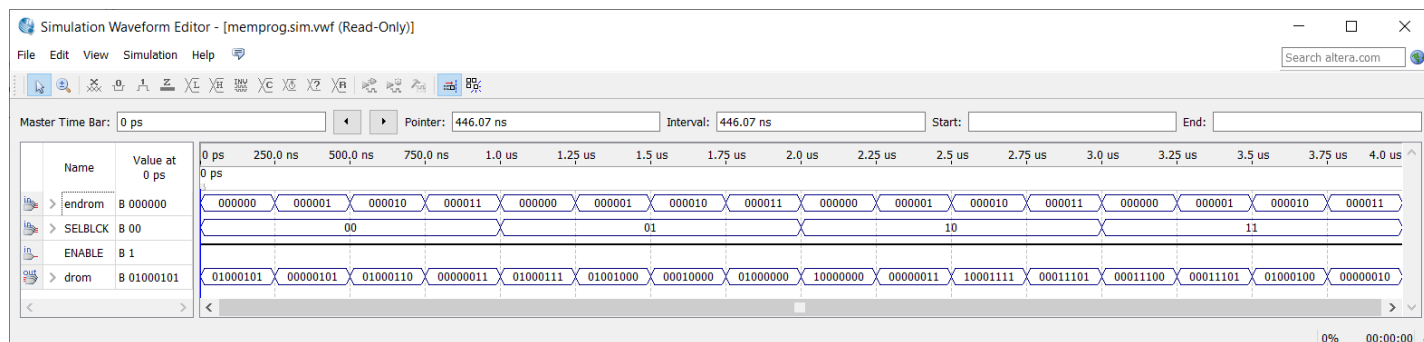 Simulation Waveform Editor - [memprog.sim.vwf (Read-Only)]
File Edit View Simulation Help
Search altera.com
Master Time Bar: 0 ps Pointer: 446.07 ns Interval: 446.07 ns Start: End:
Name Value at 0 ps
0 ps 250.0 ns 500.0 ns 750.0 ns 1.0 us 1.25 us 1.5 us 1.75 us 2.0 us 2.25 us 2.5 us 2.75 us 3.0 us 3.25 us 3.5 us 3.75 us 4.0 us
0 ps
endrom B 000000 000000 000001 000010 000011 000000 000001 000010 000011 000000 000001 000010 000011 000000 000001 000010 000011
SELBLCK B 00 00 01 10 11
ENABLE B 1
drom B 01000101 01000101 00000101 01000110 00000011 01000111 01001000 00010000 01000000 10000000 00000011 10001111 00011101 00011100 00011101 01000100 00000010
0% 00:00:00